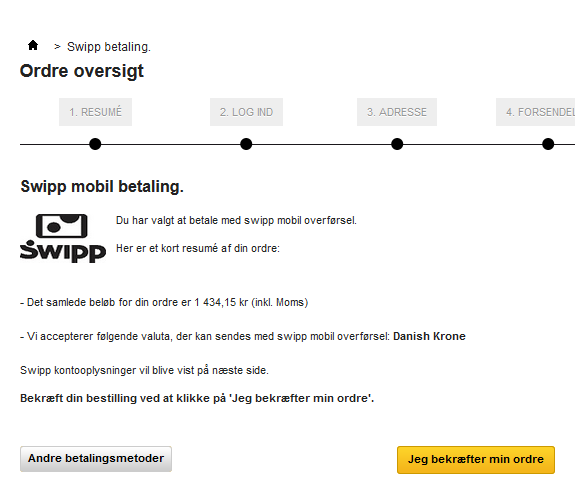 > Swipp betaling.
Ordre oversigt
1. RESUMÉ 2. LOG IND 3. ADRESSE 4. FORSENDEL
Swipp mobil betaling.
swipp
Du har valgt at betale med swipp mobil overførsel.
Her er et kort resumé af din ordre:
- Det samlede beløb for din ordre er 1 434,15 kr (inkl. Moms)
- Vi accepterer følgende valuta, der kan sendes med swipp mobil overførsel: Danish Krone
Swipp kontooplysninger vil blive vist på næste side.
Bekræft din bestilling ved at klikke på 'Jeg bekræfter min ordre'.
Andre betalingsmetoder Jeg bekræfter min ordre